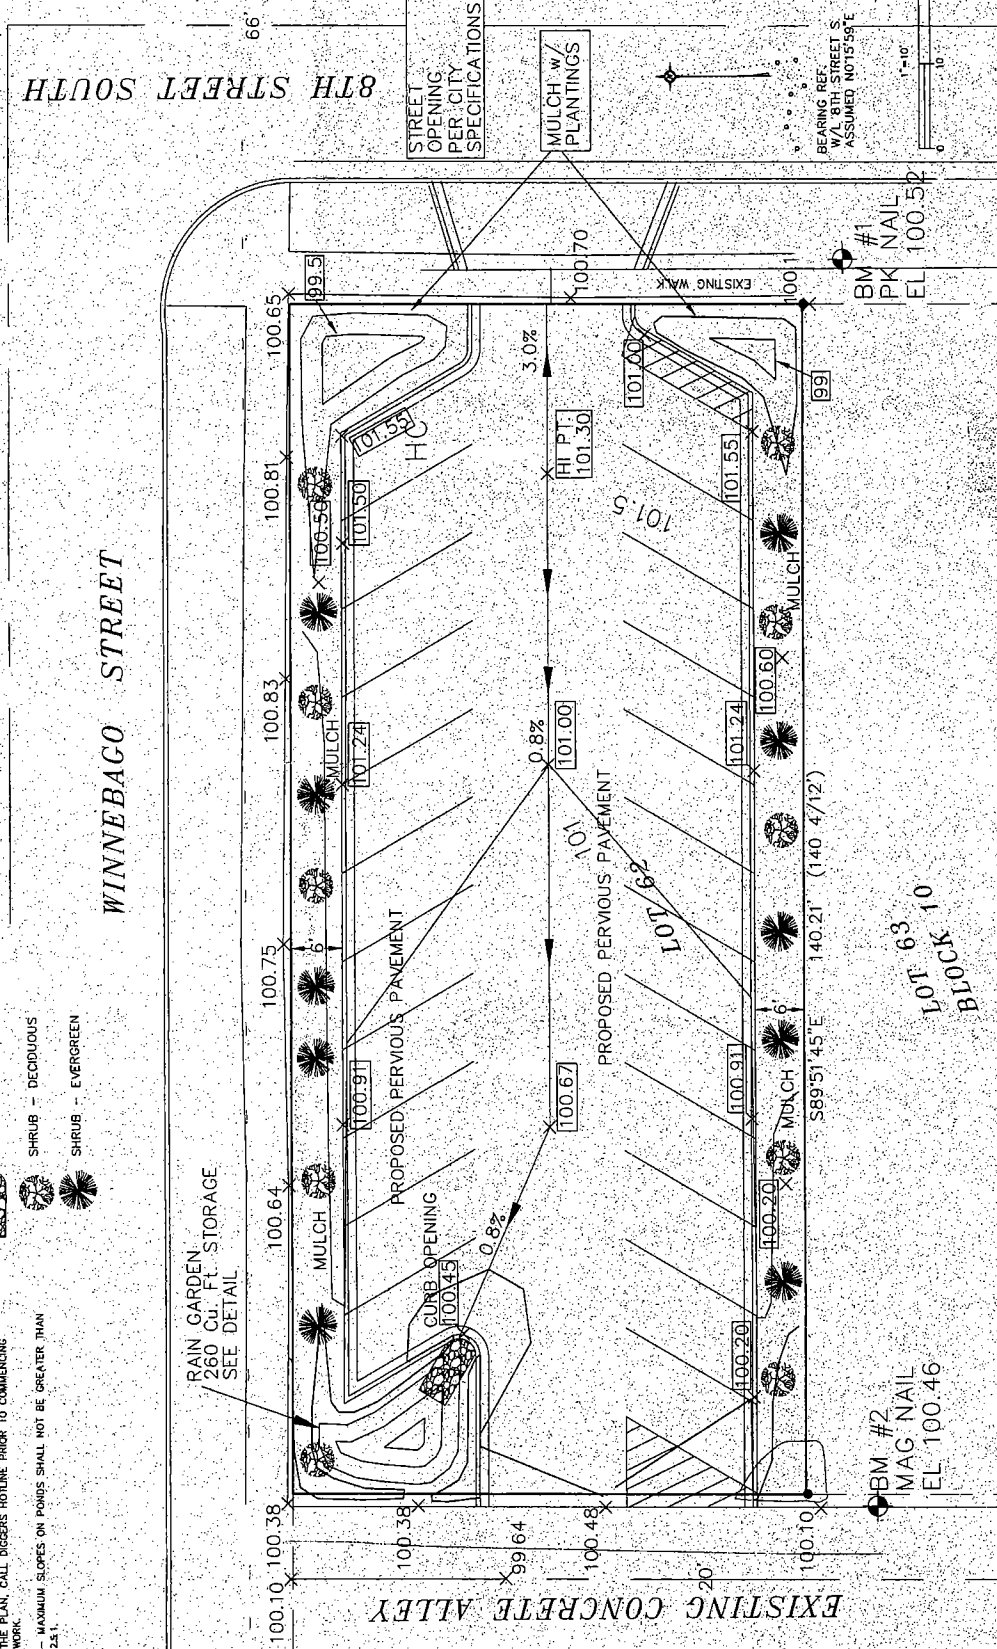 THE PLAN, CALL DIGGERS HOTLINE PRIOR TO COMMENCING
WORK.
- MAXIMUM SLOPES ON PONDS SHALL NOT BE GREATER THAN
2.5:1.
SHRUB - DECIDUOUS
SHRUB - EVERGREEN
WINNEBAGO STREET
8TH STREET SOUTH
66'
STREET
OPENING
PER CITY
SPECIFICATIONS
MULCH w/
PLANTINGS
BEARING REF.
W/L 8TH STREET S.
ASSUMED N0°15'59"E
1"=10'
0
10
RAIN GARDEN
260 Cu. Ft. STORAGE
SEE DETAIL
100.10
100.38
100.64
100.75
100.83
100.81
100.65
99.5
MULCH
6'
MULCH
100.50
101.55
HC
100.91
101.24
101.50
PROPOSED PERVIOUS PAVEMENT
CURB OPENING
100.45
0.8%
100.67
0.8%
101.00
HI PT.
101.30
3.0%
EXISTING WALK
100.70
101
101.5
PROPOSED PERVIOUS PAVEMENT
LOT 62
101.00
100.38
99.64
100.48
20'
100.10
100.20
100.91
101.24
101.55
100.20
MULCH
6'
100.60
MULCH
99
100.1
S89°51'45"E
140.21'
(140 4/12')
BM #1
PK NAIL
EL 100.52
BM #2
MAG NAIL
EL 100.46
LOT 63
BLOCK 10
EXISTING CONCRETE ALLEY